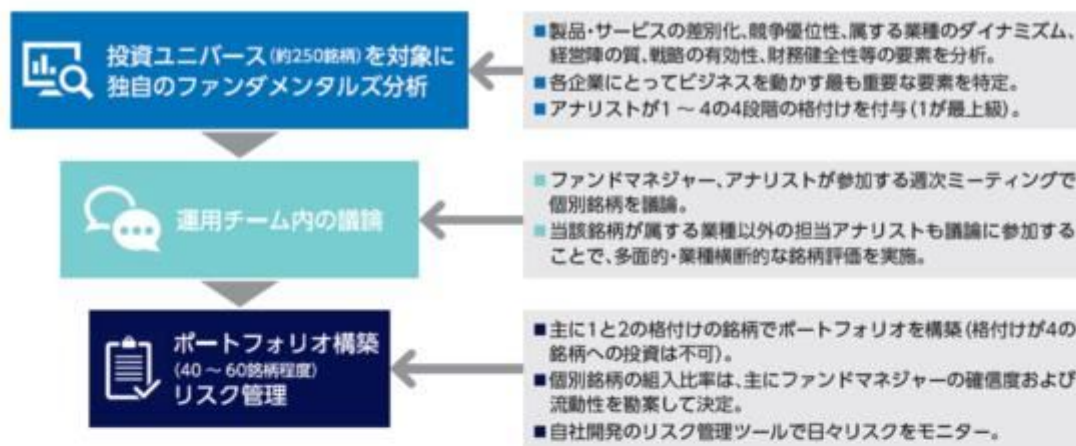 投資ユニバース(約250銘柄)を対象に
独自のファンダメンタルズ分析
■製品・サービスの差別化、競争優位性、属する業種のダイナミズム、
経営陣の質、戦略の有効性、財務健全性等の要素を分析。
■各企業にとってビジネスを動かす最も重要な要素を特定。
■アナリストが1 ～ 4の4段階の格付けを付与(1が最上級)。
運用チーム内の議論
■ファンドマネジャー、アナリストが参加する週次ミーティングで
個別銘柄を議論。
■当該銘柄が属する業種以外の担当アナリストも議論に参加する
ことで、多面的・業種横断的な銘柄評価を実施。
ポートフォリオ構築
(40 ～ 60銘柄程度)
リスク管理
■主に1と2の格付けの銘柄でポートフォリオを構築(格付けが4の
銘柄への投資は不可)。
■個別銘柄の組入比率は、主にファンドマネジャーの確信度および
流動性を勘案して決定。
■自社開発のリスク管理ツールで日々リスクをモニター。